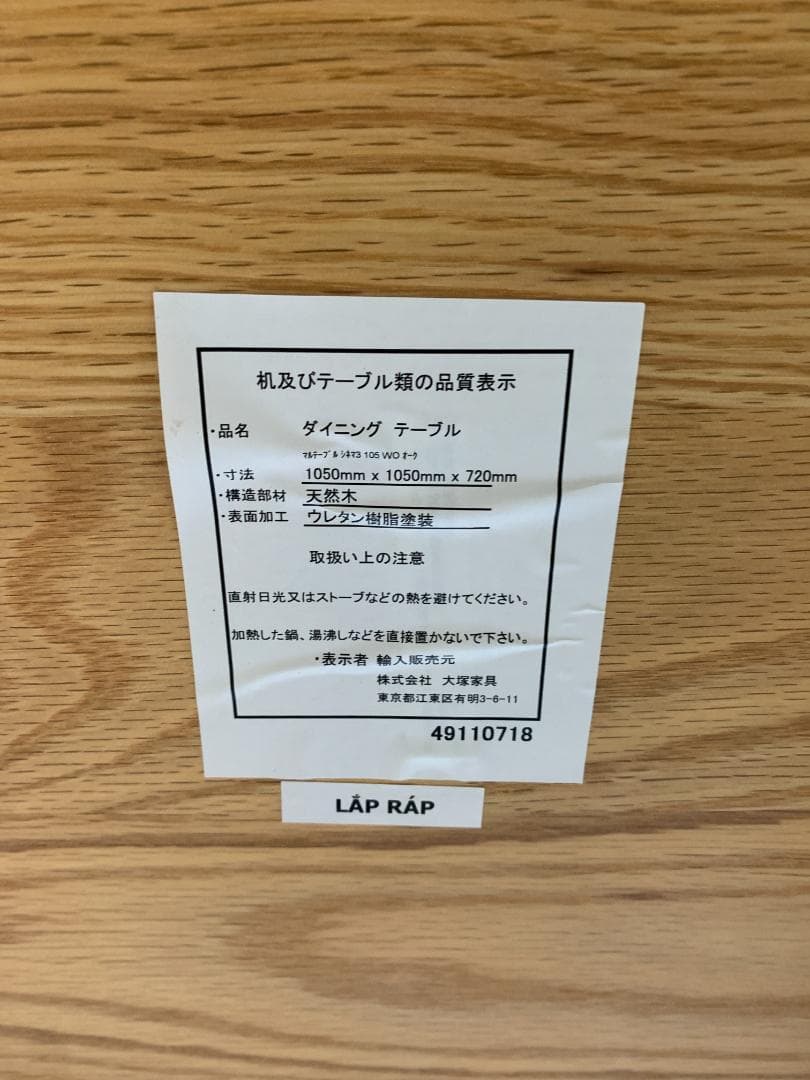 机及びテーブル類の品質表示
・品名 ダイニング テーブル
マルテーブル シネマ3 105 WO オーク
・寸法 1050mm x 1050mm x 720mm
・構造部材 天然木
・表面加工 ウレタン樹脂塗装
取扱い上の注意
直射日光又はストーブなどの熱を避けてください。
加熱した鍋、湯沸しなどを直接置かないで下さい。
・表示者 輸入販売元
株式会社 大塚家具
東京都江東区有明3-6-11
49110718
LẮP RÁP